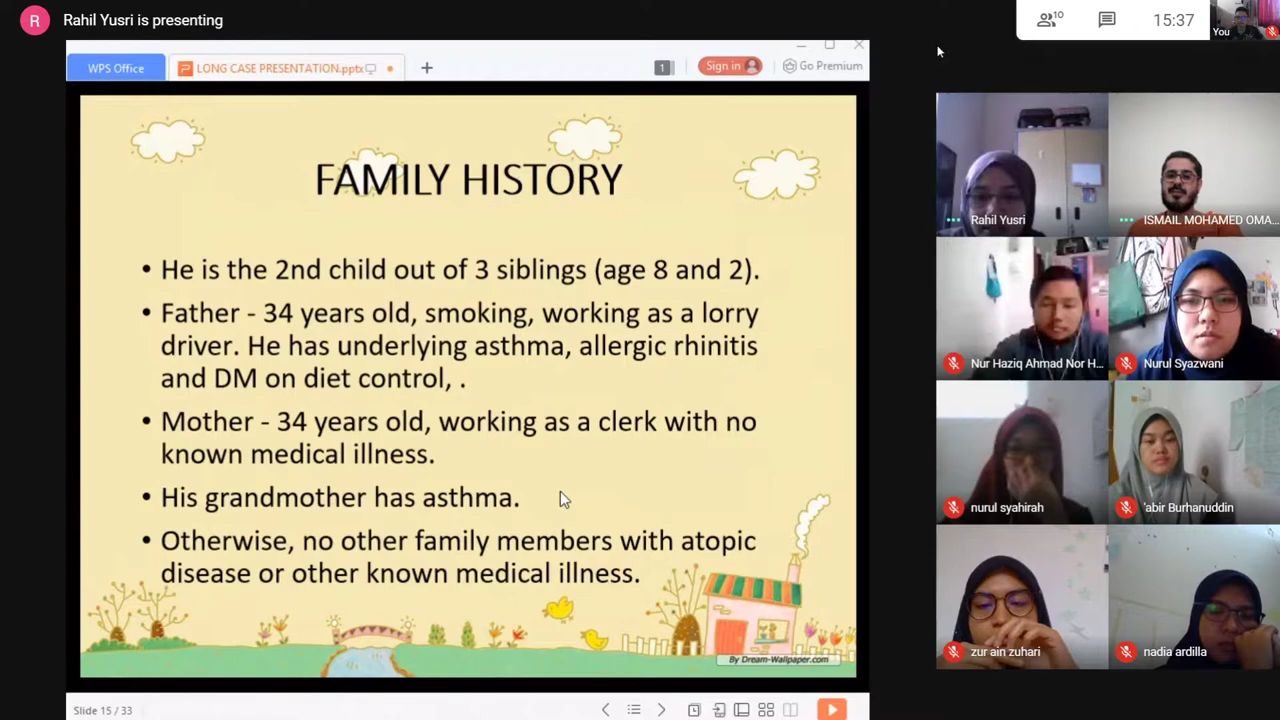 R Rahil Yusri is presenting
10
15:37
You
WPS Office
LONG CASE PRESENTATION.pptx
1
Sign in
Go Premium
FAMILY HISTORY
• He is the 2nd child out of 3 siblings (age 8 and 2).
• Father - 34 years old, smoking, working as a lorry
driver. He has underlying asthma, allergic rhinitis
and DM on diet control, .
• Mother - 34 years old, working as a clerk with no
known medical illness.
• His grandmother has asthma.
• Otherwise, no other family members with atopic
disease or other known medical illness.
By Dream-Wallpaper.com
Slide 15 / 33
Rahil Yusri
ISMAIL MOHAMED OMA...
Nur Haziq Ahmad Nor H...
Nurul Syazwani
nurul syahirah
'abir Burhanuddin
zur ain zuhari
nadia ardilla